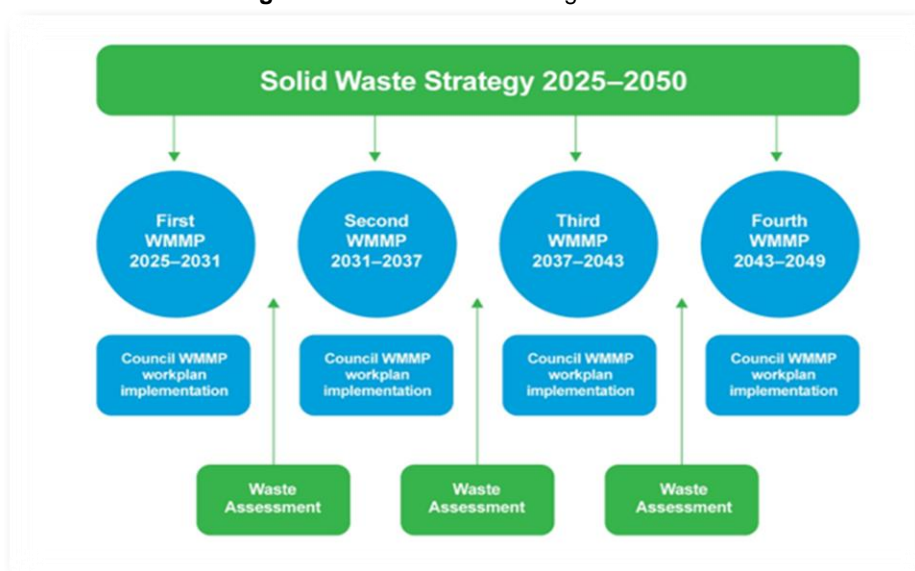 Solid Waste Strategy 2025–2050
First
WMMP
2025–2031
Second
WMMP
2031–2037
Third
WMMP
2037–2043
Fourth
WMMP
2043–2049
Council WMMP
workplan
implementation
Council WMMP
workplan
implementation
Council WMMP
workplan
implementation
Council WMMP
workplan
implementation
Waste
Assessment
Waste
Assessment
Waste
Assessment